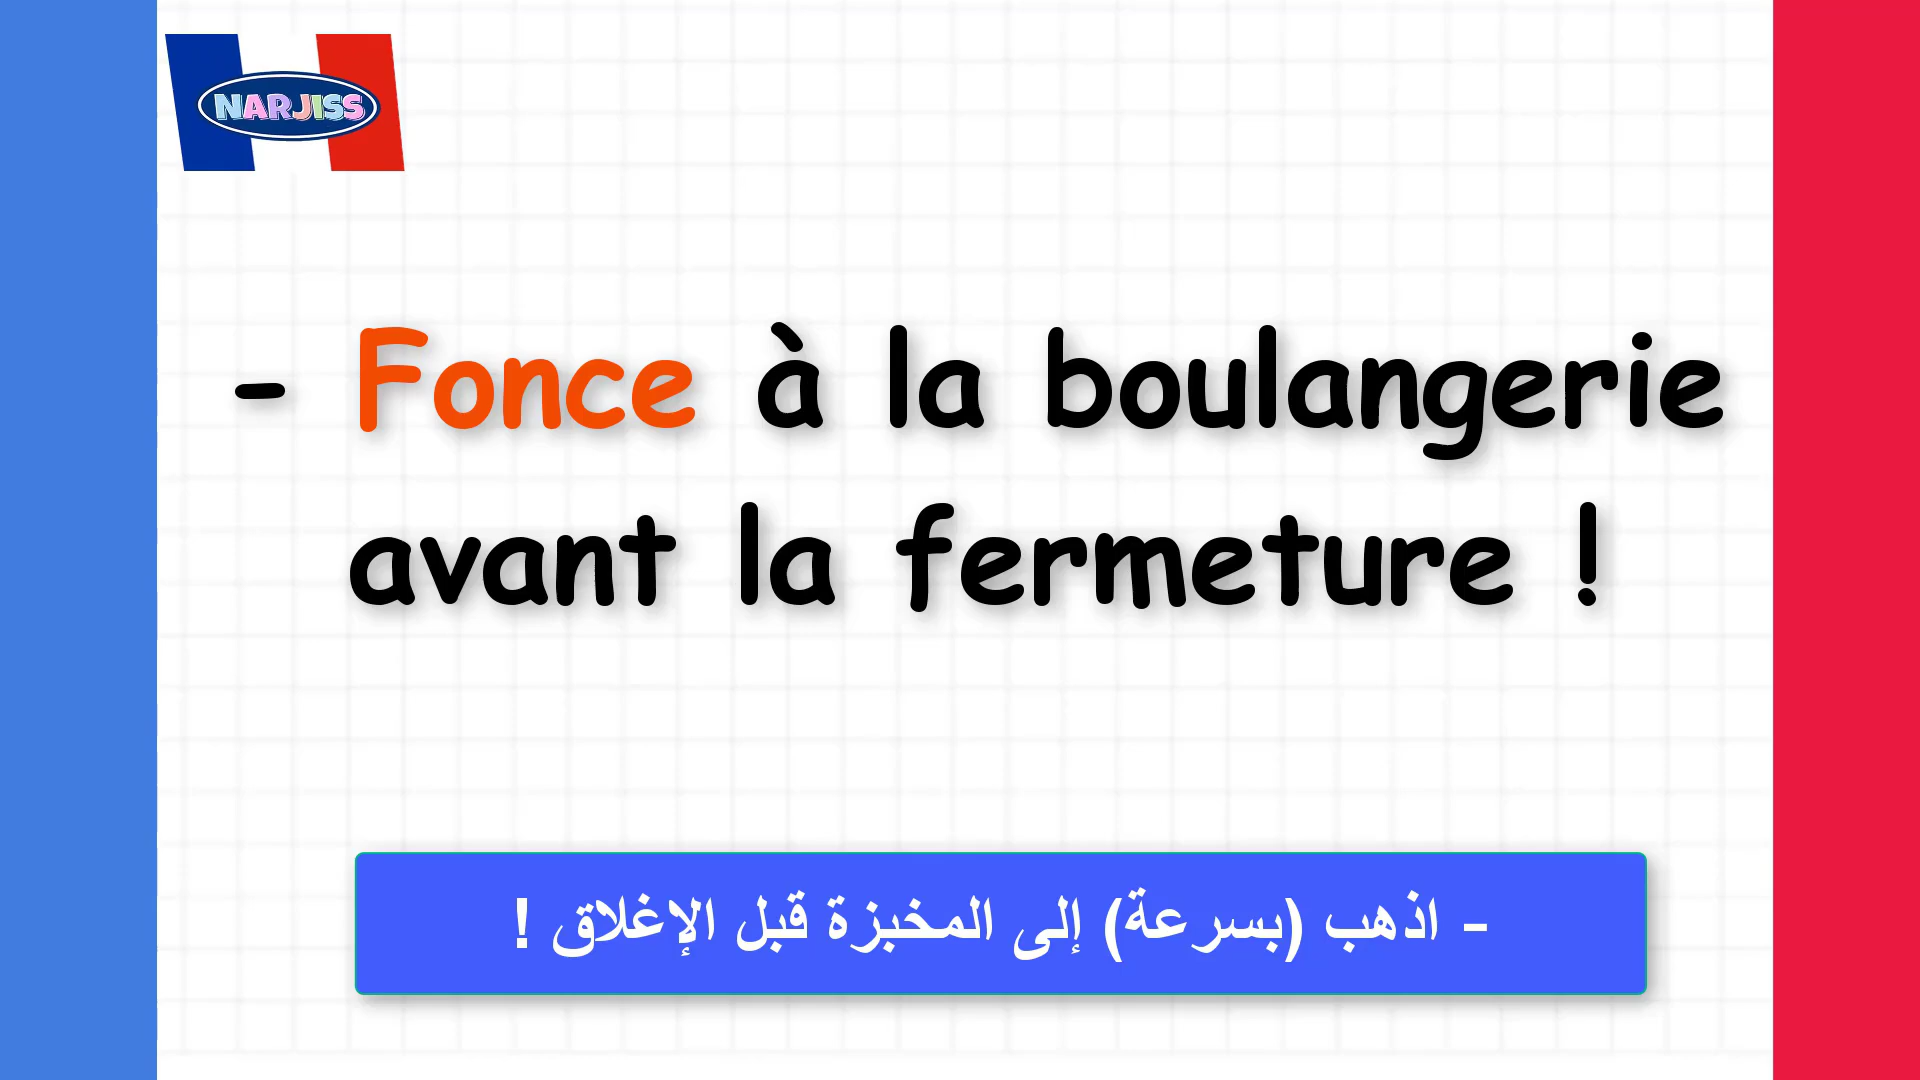 NARJISS
- Fonce à la boulangerie
avant la fermeture !
- اذهب (بسرعة) إلى المخبزة قبل الإغلاق !